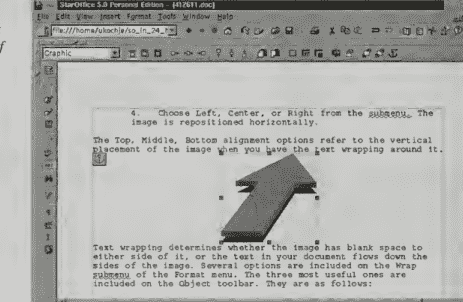 f
StarOffice 5.0 Personal Edition - [412611.doc]
File Edit View Insert Format Tools Window Help
file:///home/ukochje/so_in_24_h
Graphic
4. Choose Left, Center, or Right from the submenu. The
image is repositioned horizontally.
The Top, Middle, Bottom alignment options refer to the vertical
placement of the image when you have the text wrapping around it.
Text wrapping determines whether the image has blank space to
either side of it, or the text in your document flows down the
sides of the image. Several options are included on the Wrap
submenu of the Format menu. The three most useful ones are
included on the Object toolbar. They are as follows: